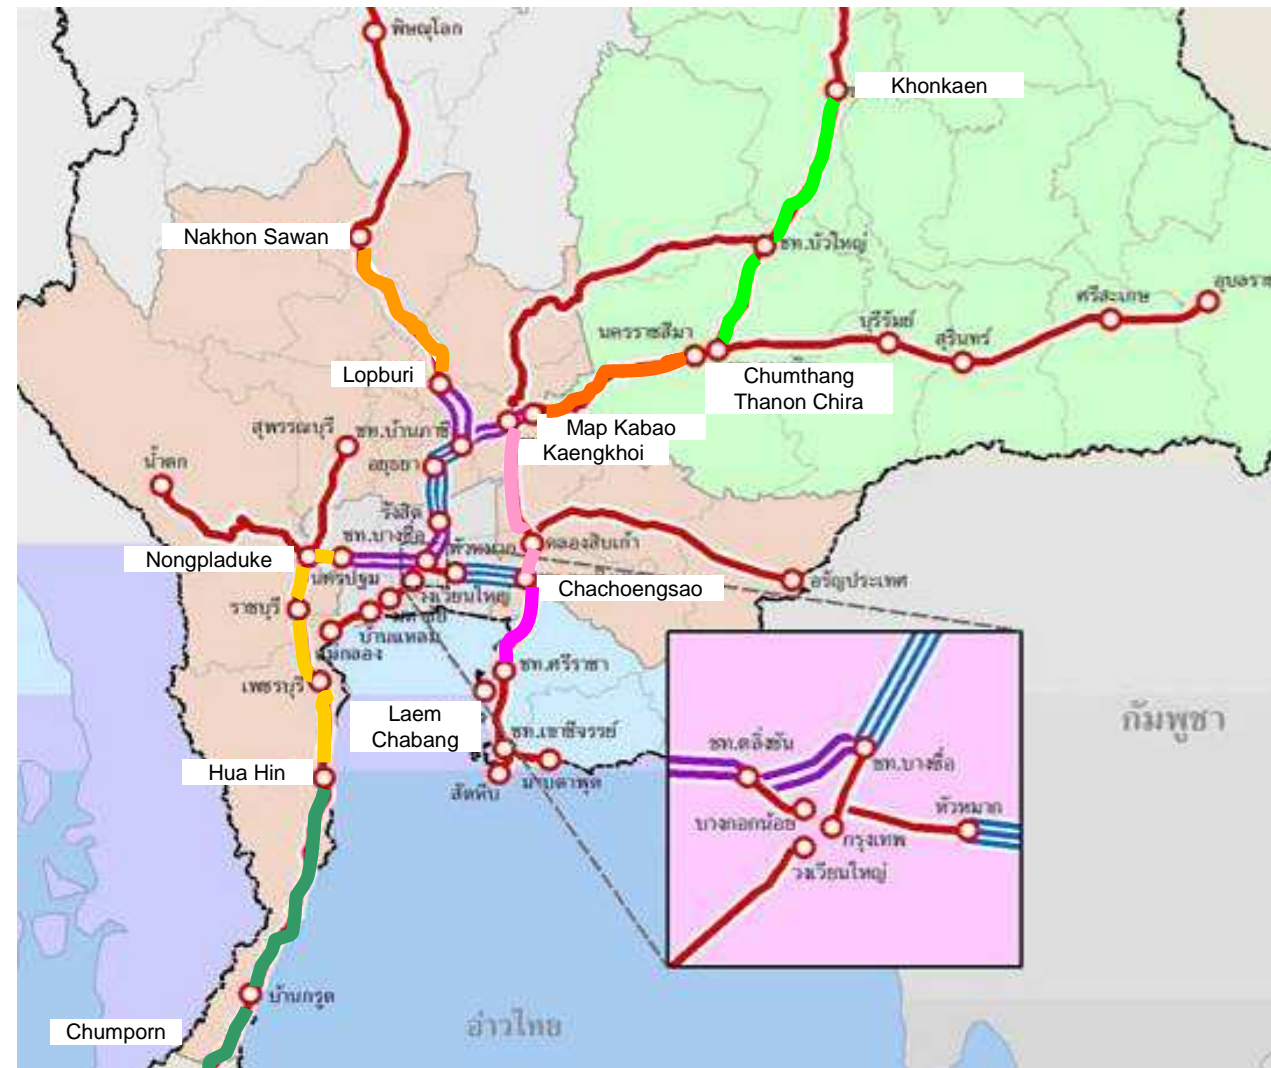 พิษณุโลก
Khonkaen
Nakhon Sawan
ชท.บัวใหญ่
อุบลราช
ศรีสะเกษ
บุรีรัมย์
สุรินทร์
นครราชสีมา
Lopburi
Chumthang
Thanon Chira
สุพรรณบุรี
ชท.บ้านภาชี
Map Kabao
Kaengkhoi
น้ำตก
อยุธยา
รังสิต
ชท.บางซื่อ
หัวหมาก
คลองสิบเก้า
Nongpladuke
นครปฐม
วงเวียนใหญ่
Chachoengsao
อรัญประเทศ
ราชบุรี
มหาชัย
บ้านแหลม
แม่กลอง
เพชรบุรี
ชท.ศรีราชา
Laem
Chabang
ชท.เขาชีจรรย์
Hua Hin
สัตหีบ
มาบตาพุด
กัมพูชา
ชท.ตลิ่งชัน
ชท.บางซื่อ
บางกอกน้อย
กรุงเทพ
หัวหมาก
วงเวียนใหญ่
บ้านกรูด
Chumporn
อ่าวไทย